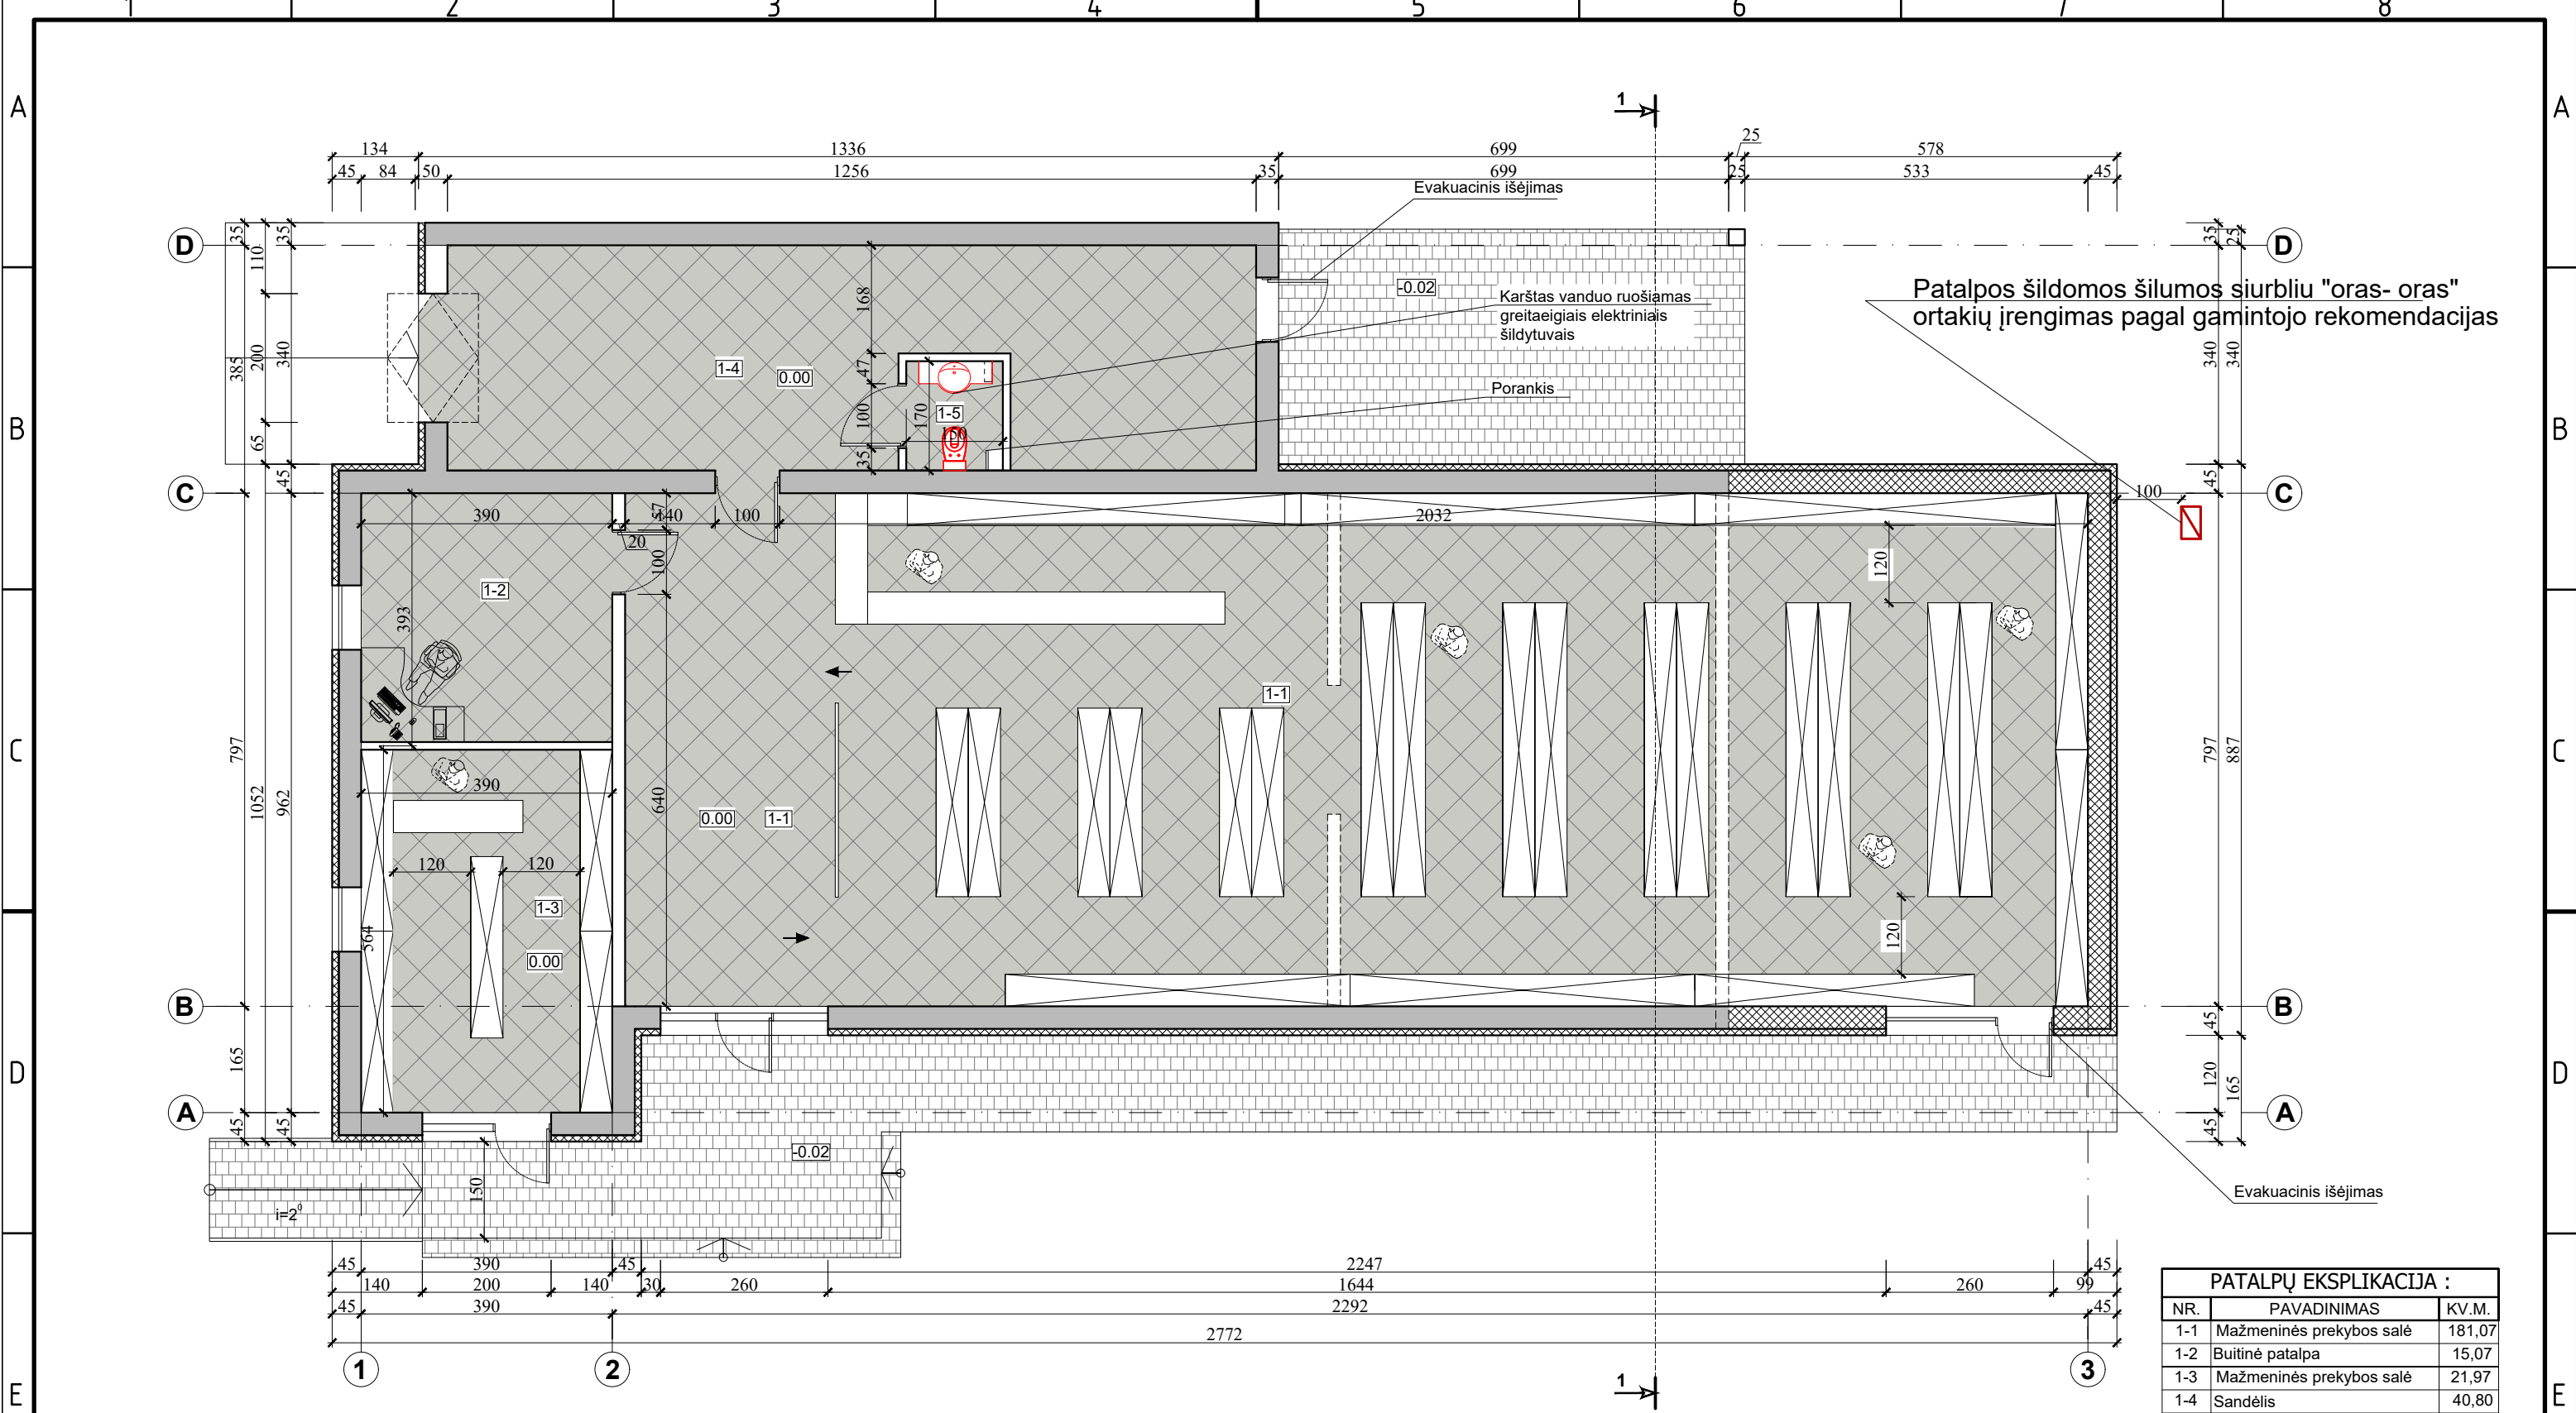 1 2 3 4 5 6 7 8
A A
1
134 1336 699 25 578
45 84 50 1256 35 699 25 533 45
Evakuacinis išėjimas
D 35 110 35 35 25 D
-0.02
Patalpos šildomos šilumos siurbliu "oras- oras"
ortakių įrengimas pagal gamintojo rekomendacijas
Karštas vanduo ruošiamas
greitaeigiais elektriniais
šildytuvais
168
385 200 340 340 340
1-4 0.00 47
Porankis
B 100 170 1-5 B
65 150
35
45 45
C 100 C
390 57 540 100 2032
20 100 120
1-2
393
1-1
C 797 1052 962 797 887 C
390
640
0.00 1-1
120 120
1-3
564 120
0.00
B 45 B
165 120 165
D D
A A
45 45 45
-0.02
150
i=2⁰
Evakuacinis išėjimas
45 390 45 2247 45
140 200 140 30 260 1644 260 99
45 390 2292 45
2772
1 2 3
1
E E
PATALPŲ EKSPLIKACIJA :
NR. PAVADINIMAS KV.M.
1-1 Mažmeninės prekybos salė 181,07
1-2 Buitinė patalpa 15,07
1-3 Mažmeninės prekybos salė 21,97
1-4 Sandėlis 40,80